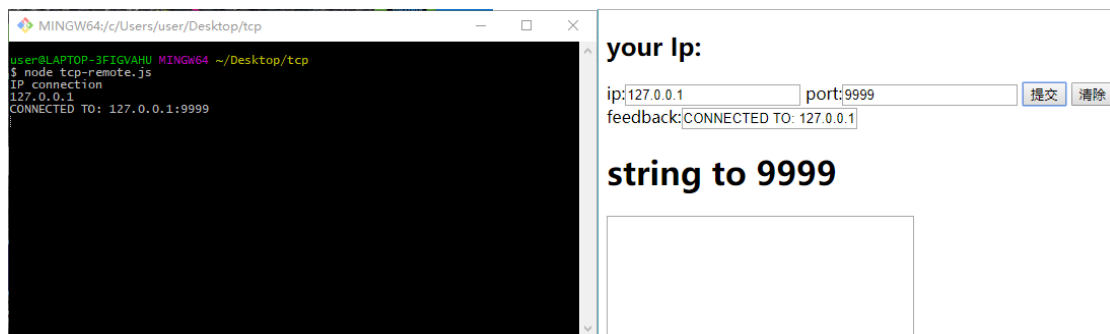 MINGW64:/c/Users/user/Desktop/tcp
user@LAPTOP-3FIGVAHU MINGW64 ~/Desktop/tcp
$ node tcp-remote.js
IP connection
127.0.0.1
CONNECTED TO: 127.0.0.1:9999
your Ip:
ip:127.0.0.1 port:9999 提交 清除
feedback:CONNECTED TO: 127.0.0.1
string to 9999